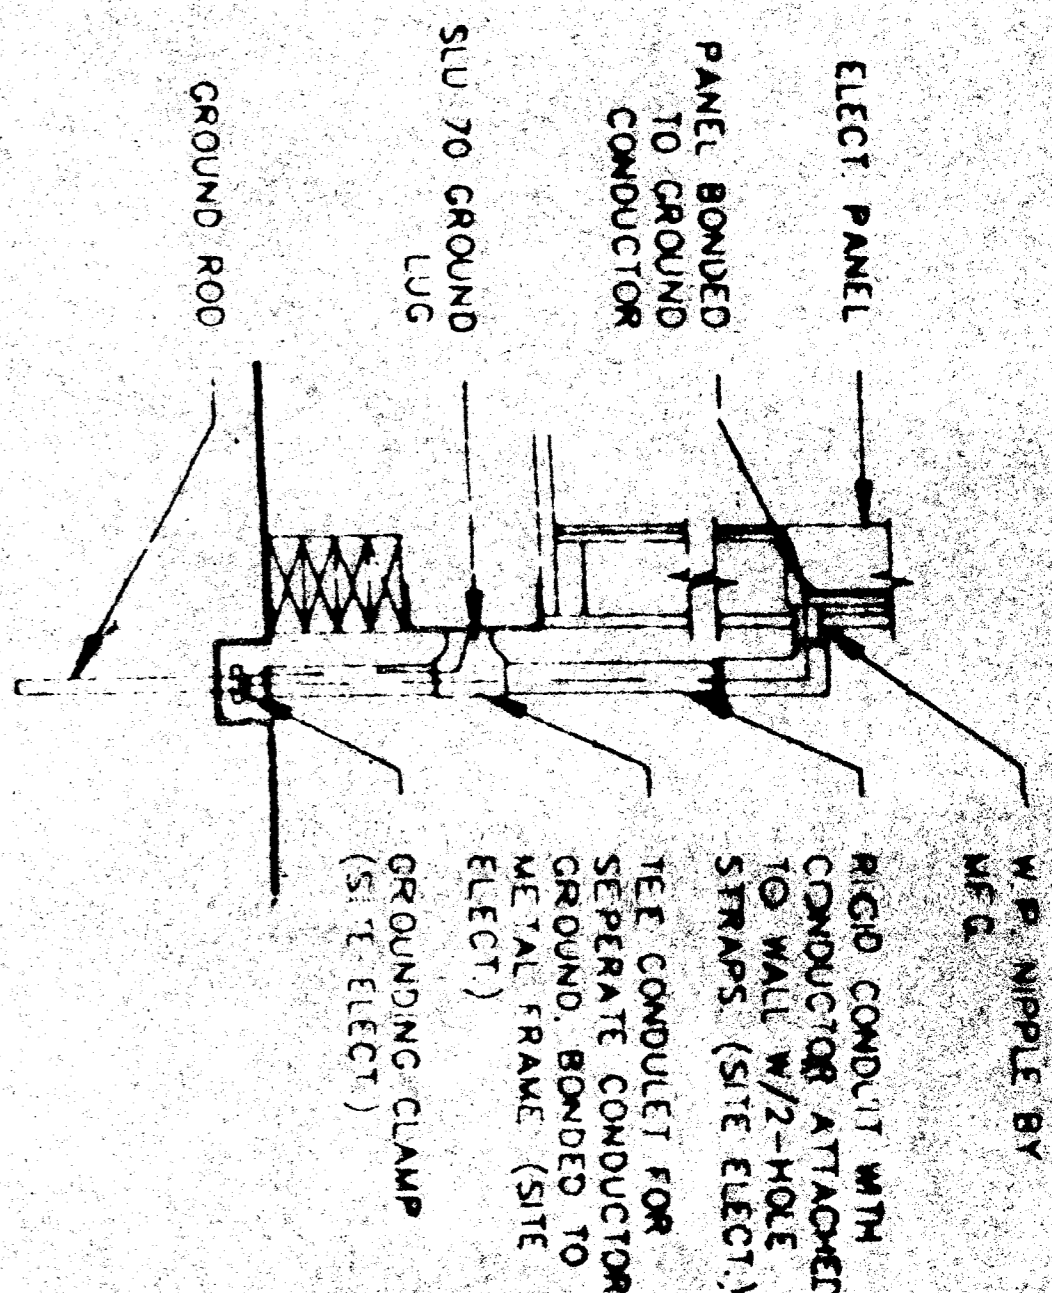 ELECT. PANEL
PANEL BONDED
TO GROUND
CONDUCTOR
SLU 70 GROUND
LUG
GROUND ROD
W.P. NIPPLE BY
MFG
RIGID CONDUIT WITH
CONDUCTOR ATTACHED
TO WALL W/2-HOLE
STRAPS. (SITE ELECT.)
TEE CONDULET FOR
SEPERATE CONDUCTOR
GROUND. BONDED TO
METAL FRAME (SITE
ELECT.)
GROUNDING CLAMP
(SITE ELECT.)